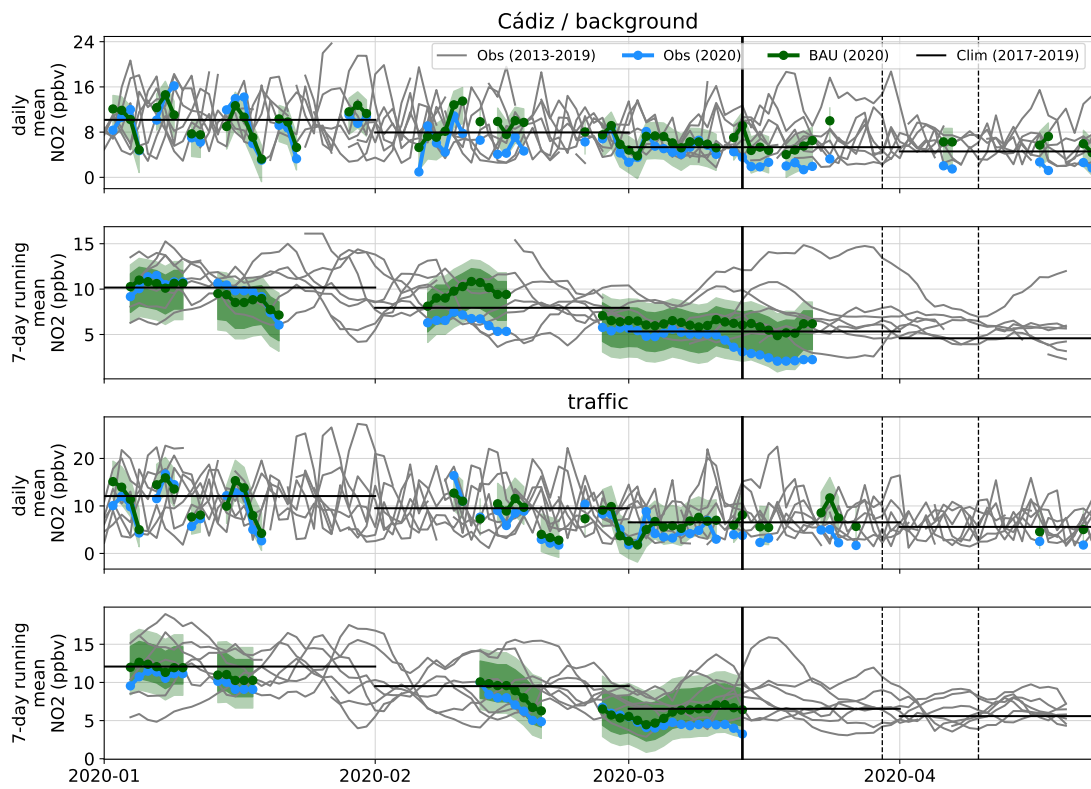 Cádiz / background
Obs (2013-2019)
Obs (2020)
BAU (2020)
Clim (2017-2019)
daily
mean
NO2 (ppbv)
24
16
8
0
7-day running
mean
NO2 (ppbv)
15
10
5
traffic
daily
mean
NO2 (ppbv)
20
10
0
7-day running
mean
NO2 (ppbv)
15
10
5
0
2020-01
2020-02
2020-03
2020-04